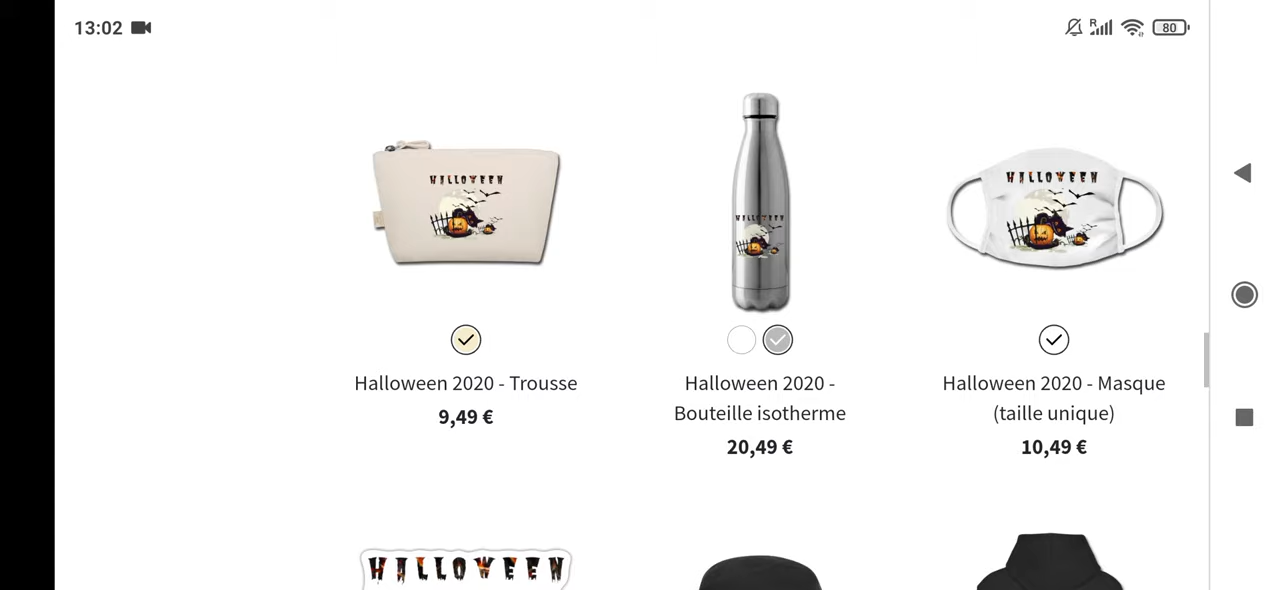 13:02
R
80
HALLOWEEN
HALLOWEEN
HALLOWEEN
Halloween 2020 - Trousse
9,49 €
Halloween 2020 -
Bouteille isotherme
20,49 €
Halloween 2020 - Masque
(taille unique)
10,49 €
HALLOWEEN